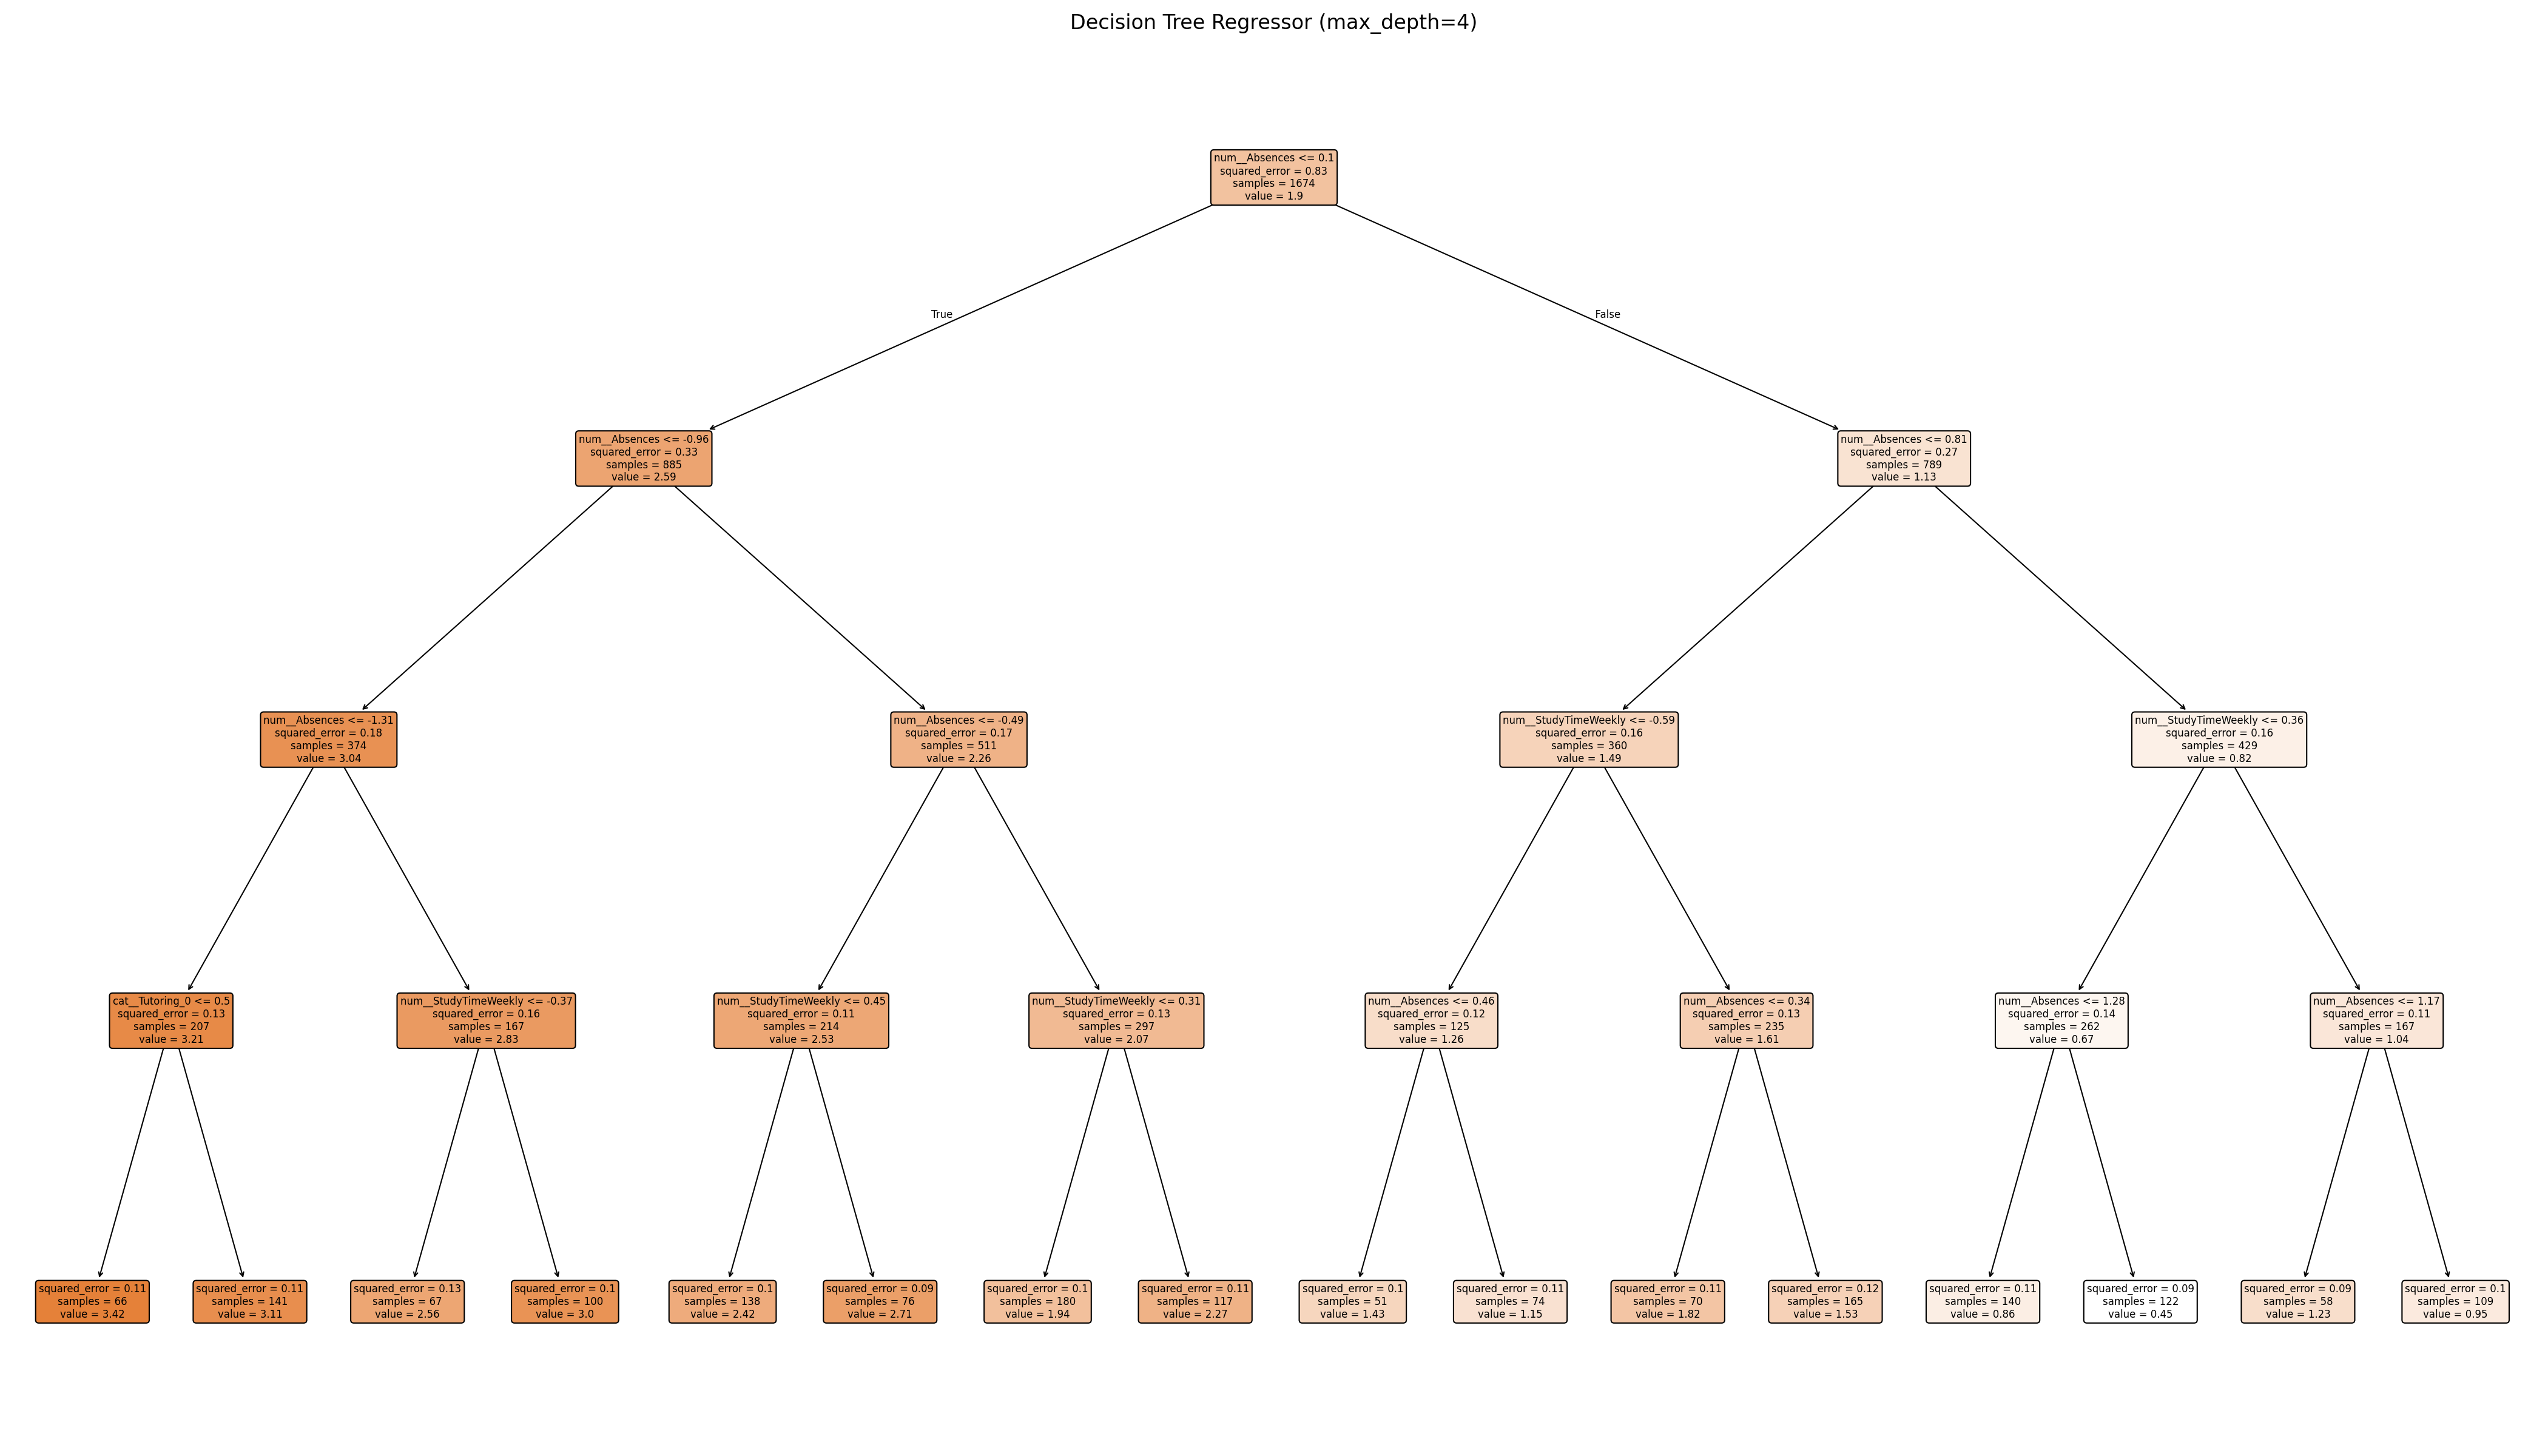 Decision Tree Regressor (max_depth=4)
num__Absences <= 0.1
squared_error = 0.83
samples = 1674
value = 1.9
True
False
num__Absences <= -0.96
squared_error = 0.33
samples = 885
value = 2.59
num__Absences <= 0.81
squared_error = 0.27
samples = 789
value = 1.13
num__Absences <= -1.31
squared_error = 0.18
samples = 374
value = 3.04
num__Absences <= -0.49
squared_error = 0.17
samples = 511
value = 2.26
num__StudyTimeWeekly <= -0.59
squared_error = 0.16
samples = 360
value = 1.49
num__StudyTimeWeekly <= 0.36
squared_error = 0.16
samples = 429
value = 0.82
cat__Tutoring_0 <= 0.5
squared_error = 0.13
samples = 207
value = 3.21
num__StudyTimeWeekly <= -0.37
squared_error = 0.16
samples = 167
value = 2.83
num__StudyTimeWeekly <= 0.45
squared_error = 0.11
samples = 214
value = 2.53
num__StudyTimeWeekly <= 0.31
squared_error = 0.13
samples = 297
value = 2.07
num__Absences <= 0.46
squared_error = 0.12
samples = 125
value = 1.26
num__Absences <= 0.34
squared_error = 0.13
samples = 235
value = 1.61
num__Absences <= 1.28
squared_error = 0.14
samples = 262
value = 0.67
num__Absences <= 1.17
squared_error = 0.11
samples = 167
value = 1.04
squared_error = 0.11
samples = 66
value = 3.42
squared_error = 0.11
samples = 141
value = 3.11
squared_error = 0.13
samples = 67
value = 2.56
squared_error = 0.1
samples = 100
value = 3.0
squared_error = 0.1
samples = 138
value = 2.42
squared_error = 0.09
samples = 76
value = 2.71
squared_error = 0.1
samples = 180
value = 1.94
squared_error = 0.11
samples = 117
value = 2.27
squared_error = 0.1
samples = 51
value = 1.43
squared_error = 0.11
samples = 74
value = 1.15
squared_error = 0.11
samples = 70
value = 1.82
squared_error = 0.12
samples = 165
value = 1.53
squared_error = 0.11
samples = 140
value = 0.86
squared_error = 0.09
samples = 122
value = 0.45
squared_error = 0.09
samples = 58
value = 1.23
squared_error = 0.1
samples = 109
value = 0.95